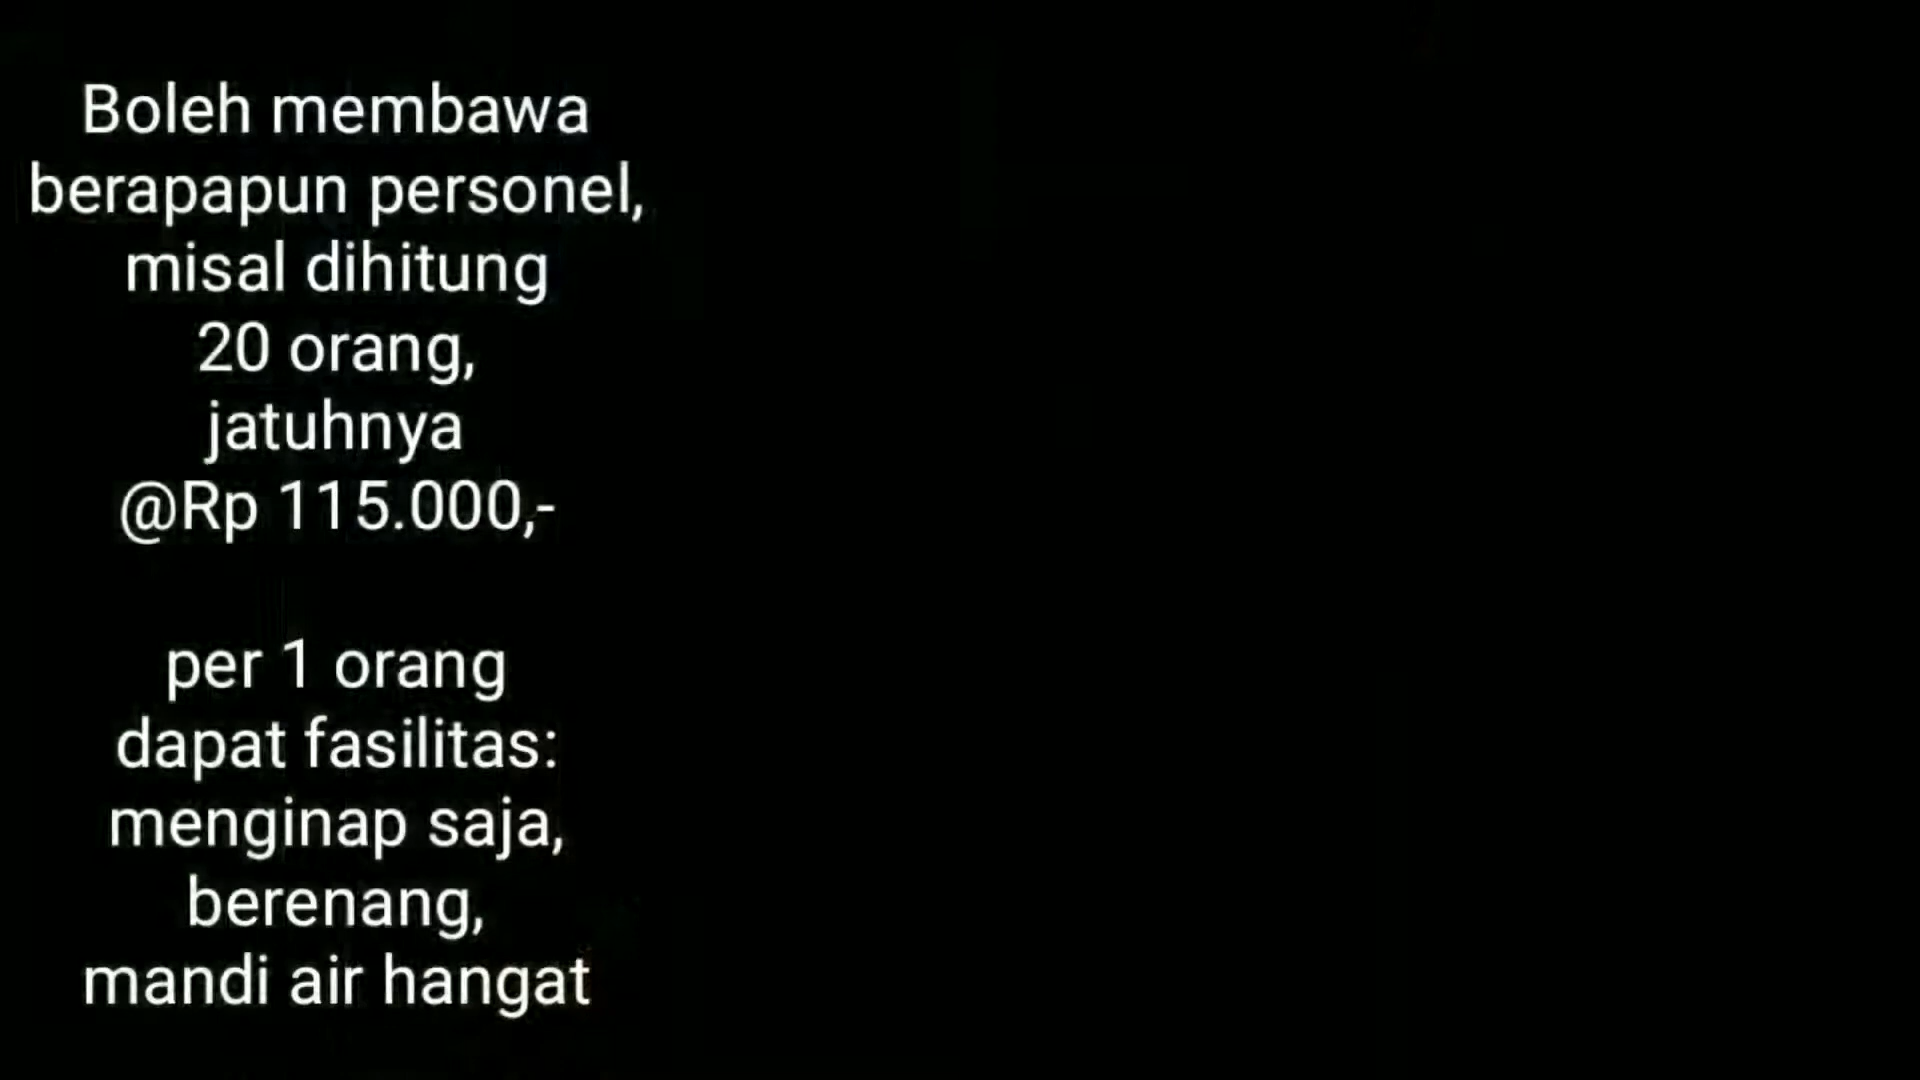 Boleh membawa
berapapun personel,
misal dihitung
20 orang,
jatuhnya
@Rp 115.000,-
per 1 orang
dapat fasilitas:
menginap saja,
berenang,
mandi air hangat